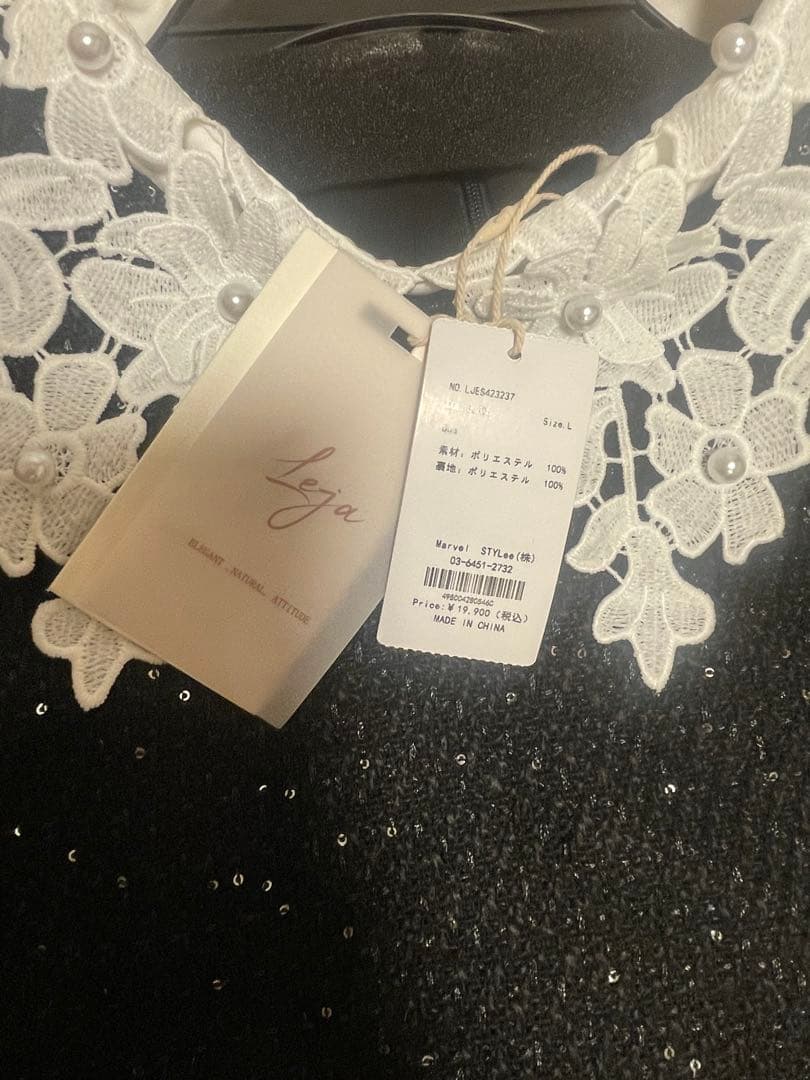 Leja
ELEGANT NATURAL ATTITUDE
NO.LJES423237
Size.L
素材: ポリエステル 100%
裏地: ポリエステル 100%
Marvel STYLee(株)
03-6451-2732
Price:¥19,900(税込)
MADE IN CHINA